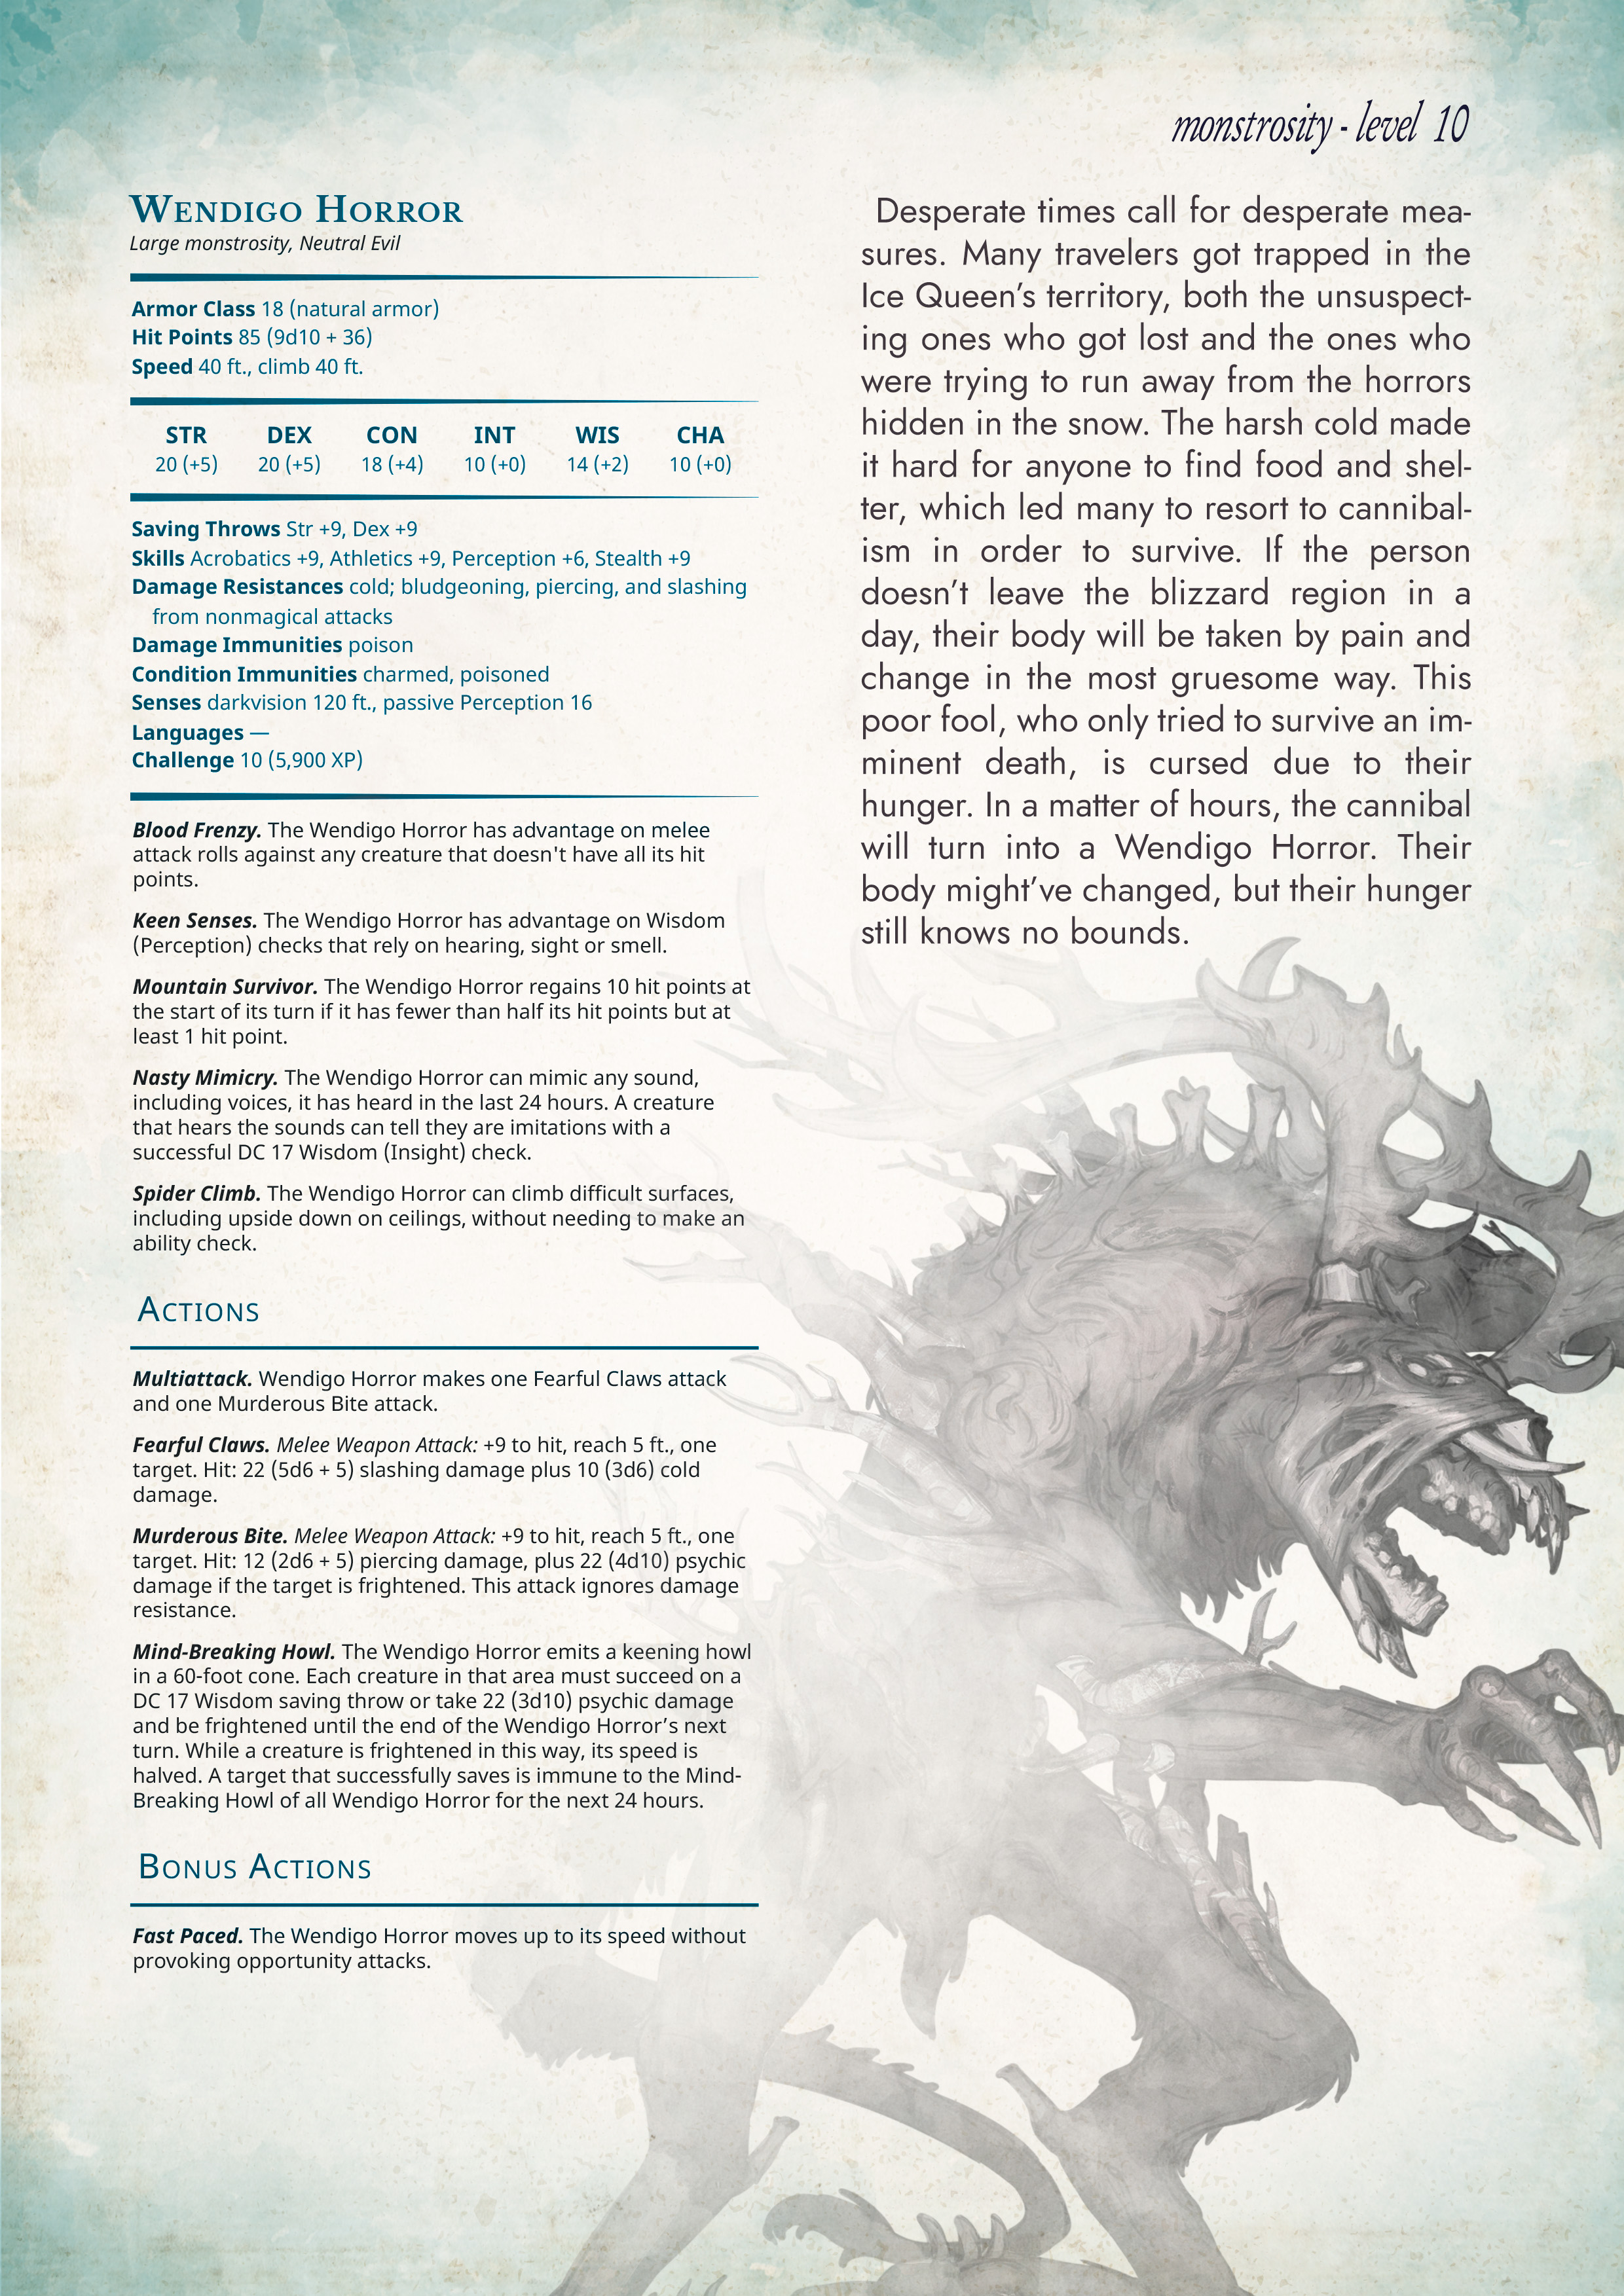 monstrosity - level 10
Wendigo Horror
Large monstrosity, Neutral Evil
Armor Class 18 (natural armor)
Hit Points 85 (9d10 + 36)
Speed 40 ft., climb 40 ft.
STR DEX CON INT WIS CHA
20 (+5) 20 (+5) 18 (+4) 10 (+0) 14 (+2) 10 (+0)
Saving Throws Str +9, Dex +9
Skills Acrobatics +9, Athletics +9, Perception +6, Stealth +9
Damage Resistances cold; bludgeoning, piercing, and slashing
from nonmagical attacks
Damage Immunities poison
Condition Immunities charmed, poisoned
Senses darkvision 120 ft., passive Perception 16
Languages —
Challenge 10 (5,900 XP)
Blood Frenzy. The Wendigo Horror has advantage on melee
attack rolls against any creature that doesn't have all its hit
points.
Keen Senses. The Wendigo Horror has advantage on Wisdom
(Perception) checks that rely on hearing, sight or smell.
Mountain Survivor. The Wendigo Horror regains 10 hit points at
the start of its turn if it has fewer than half its hit points but at
least 1 hit point.
Nasty Mimicry. The Wendigo Horror can mimic any sound,
including voices, it has heard in the last 24 hours. A creature
that hears the sounds can tell they are imitations with a
successful DC 17 Wisdom (Insight) check.
Spider Climb. The Wendigo Horror can climb difficult surfaces,
including upside down on ceilings, without needing to make an
ability check.
Actions
Multiattack. Wendigo Horror makes one Fearful Claws attack
and one Murderous Bite attack.
Fearful Claws. Melee Weapon Attack: +9 to hit, reach 5 ft., one
target. Hit: 22 (5d6 + 5) slashing damage plus 10 (3d6) cold
damage.
Murderous Bite. Melee Weapon Attack: +9 to hit, reach 5 ft., one
target. Hit: 12 (2d6 + 5) piercing damage, plus 22 (4d10) psychic
damage if the target is frightened. This attack ignores damage
resistance.
Mind-Breaking Howl. The Wendigo Horror emits a keening howl
in a 60-foot cone. Each creature in that area must succeed on a
DC 17 Wisdom saving throw or take 22 (3d10) psychic damage
and be frightened until the end of the Wendigo Horror’s next
turn. While a creature is frightened in this way, its speed is
halved. A target that successfully saves is immune to the Mind-
Breaking Howl of all Wendigo Horror for the next 24 hours.
Bonus Actions
Fast Paced. The Wendigo Horror moves up to its speed without
provoking opportunity attacks.
Desperate times call for desperate mea-
sures. Many travelers got trapped in the
Ice Queen’s territory, both the unsuspect-
ing ones who got lost and the ones who
were trying to run away from the horrors
hidden in the snow. The harsh cold made
it hard for anyone to find food and shel-
ter, which led many to resort to cannibal-
ism in order to survive. If the person
doesn’t leave the blizzard region in a
day, their body will be taken by pain and
change in the most gruesome way. This
poor fool, who only tried to survive an im-
minent death, is cursed due to their
hunger. In a matter of hours, the cannibal
will turn into a Wendigo Horror. Their
body might’ve changed, but their hunger
still knows no bounds.